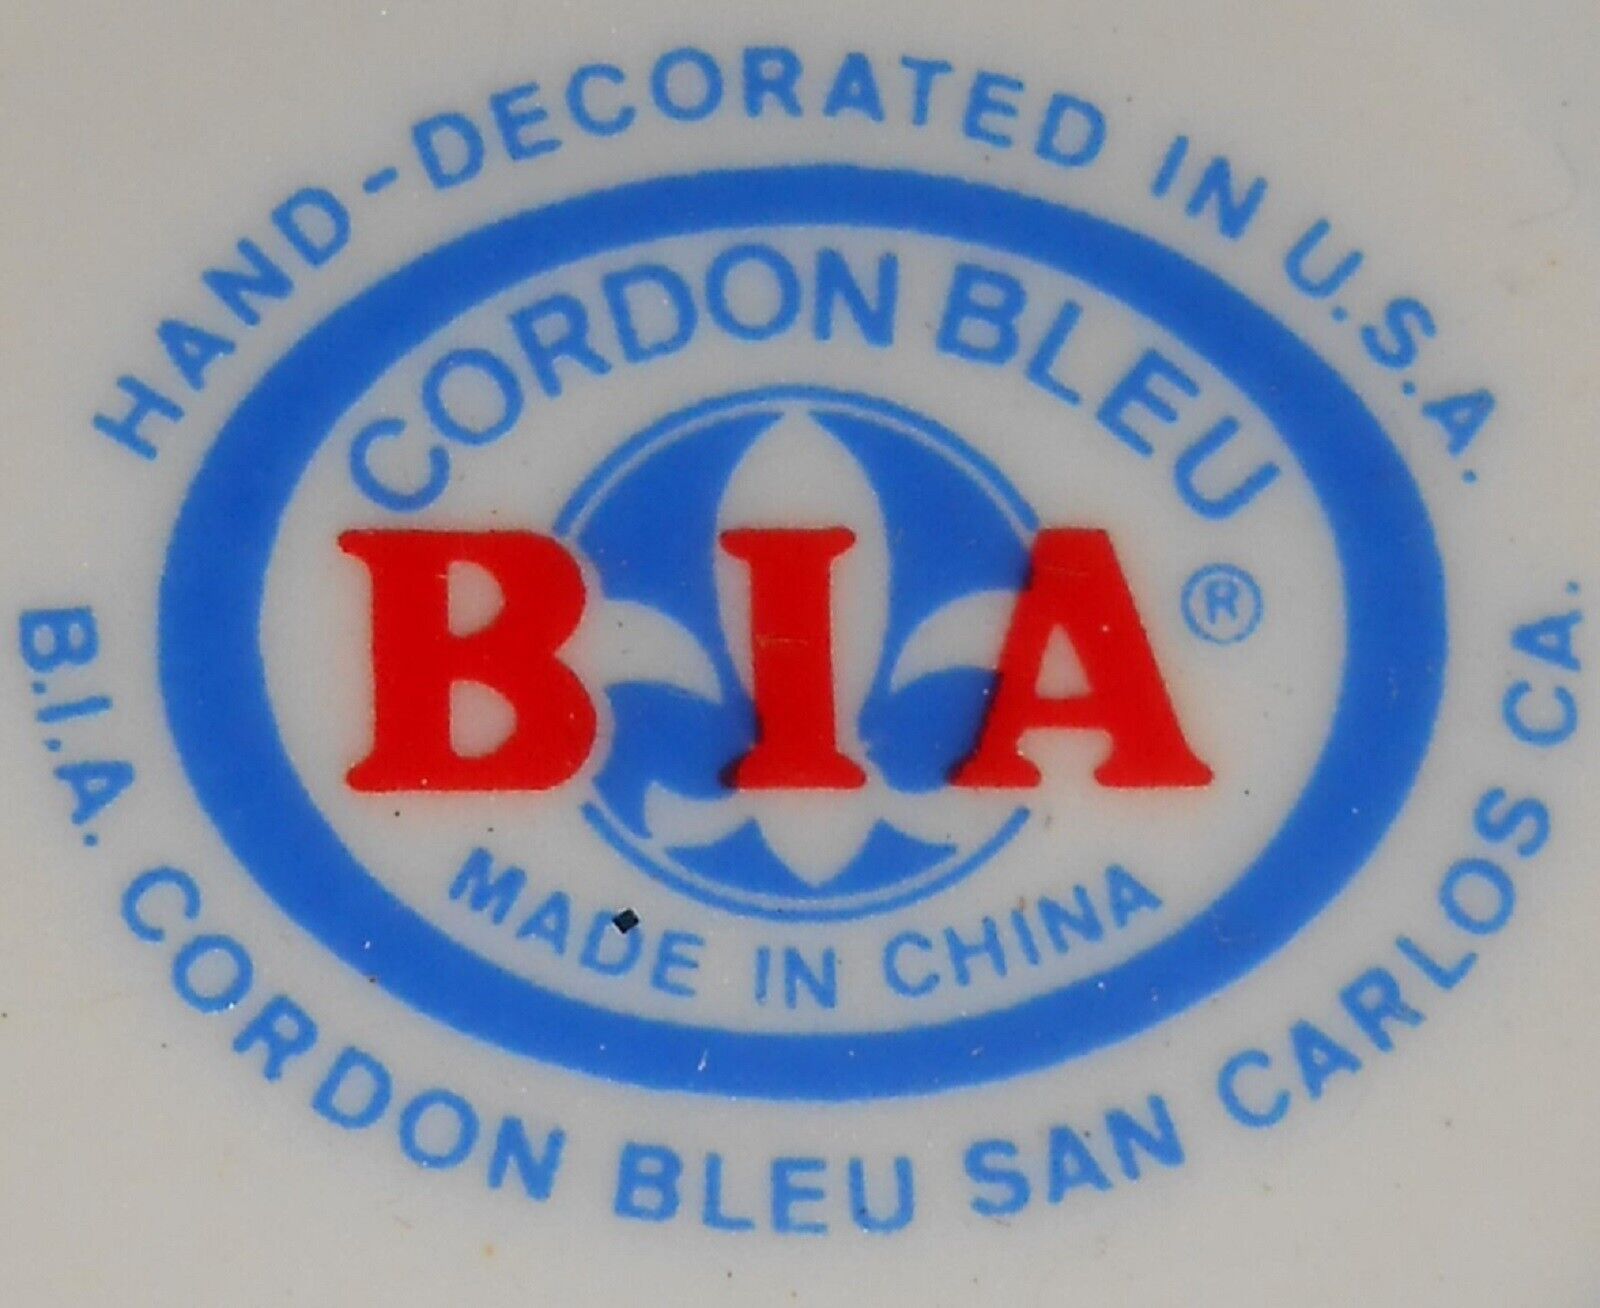 HAND-DECORATED IN U.S.A.
CORDON BLEU
BIA ®
MADE IN CHINA
B.I.A. CORDON BLEU SAN CARLOS CA.